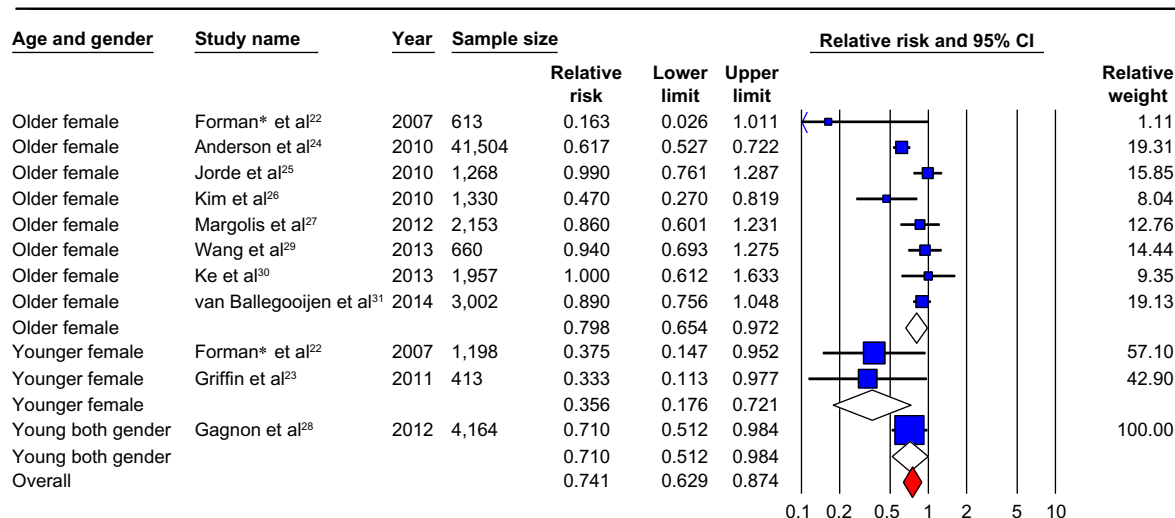 Age and gender Study name Year Sample size Relative risk and 95% CI
Relative risk Lower limit Upper limit Relative weight
Older female Forman* et al²² 2007 613 0.163 0.026 1.011 1.11
Older female Anderson et al²⁴ 2010 41,504 0.617 0.527 0.722 19.31
Older female Jorde et al²⁵ 2010 1,268 0.990 0.761 1.287 15.85
Older female Kim et al²⁶ 2010 1,330 0.470 0.270 0.819 8.04
Older female Margolis et al²⁷ 2012 2,153 0.860 0.601 1.231 12.76
Older female Wang et al²⁹ 2013 660 0.940 0.693 1.275 14.44
Older female Ke et al³⁰ 2013 1,957 1.000 0.612 1.633 9.35
Older female van Ballegooijen et al³¹ 2014 3,002 0.890 0.756 1.048 19.13
Older female 0.798 0.654 0.972
Younger female Forman* et al²² 2007 1,198 0.375 0.147 0.952 57.10
Younger female Griffin et al²³ 2011 413 0.333 0.113 0.977 42.90
Younger female 0.356 0.176 0.721
Young both gender Gagnon et al²⁸ 2012 4,164 0.710 0.512 0.984 100.00
Young both gender 0.710 0.512 0.984
Overall 0.741 0.629 0.874
0.1 0.2 0.5 1 2 5 10